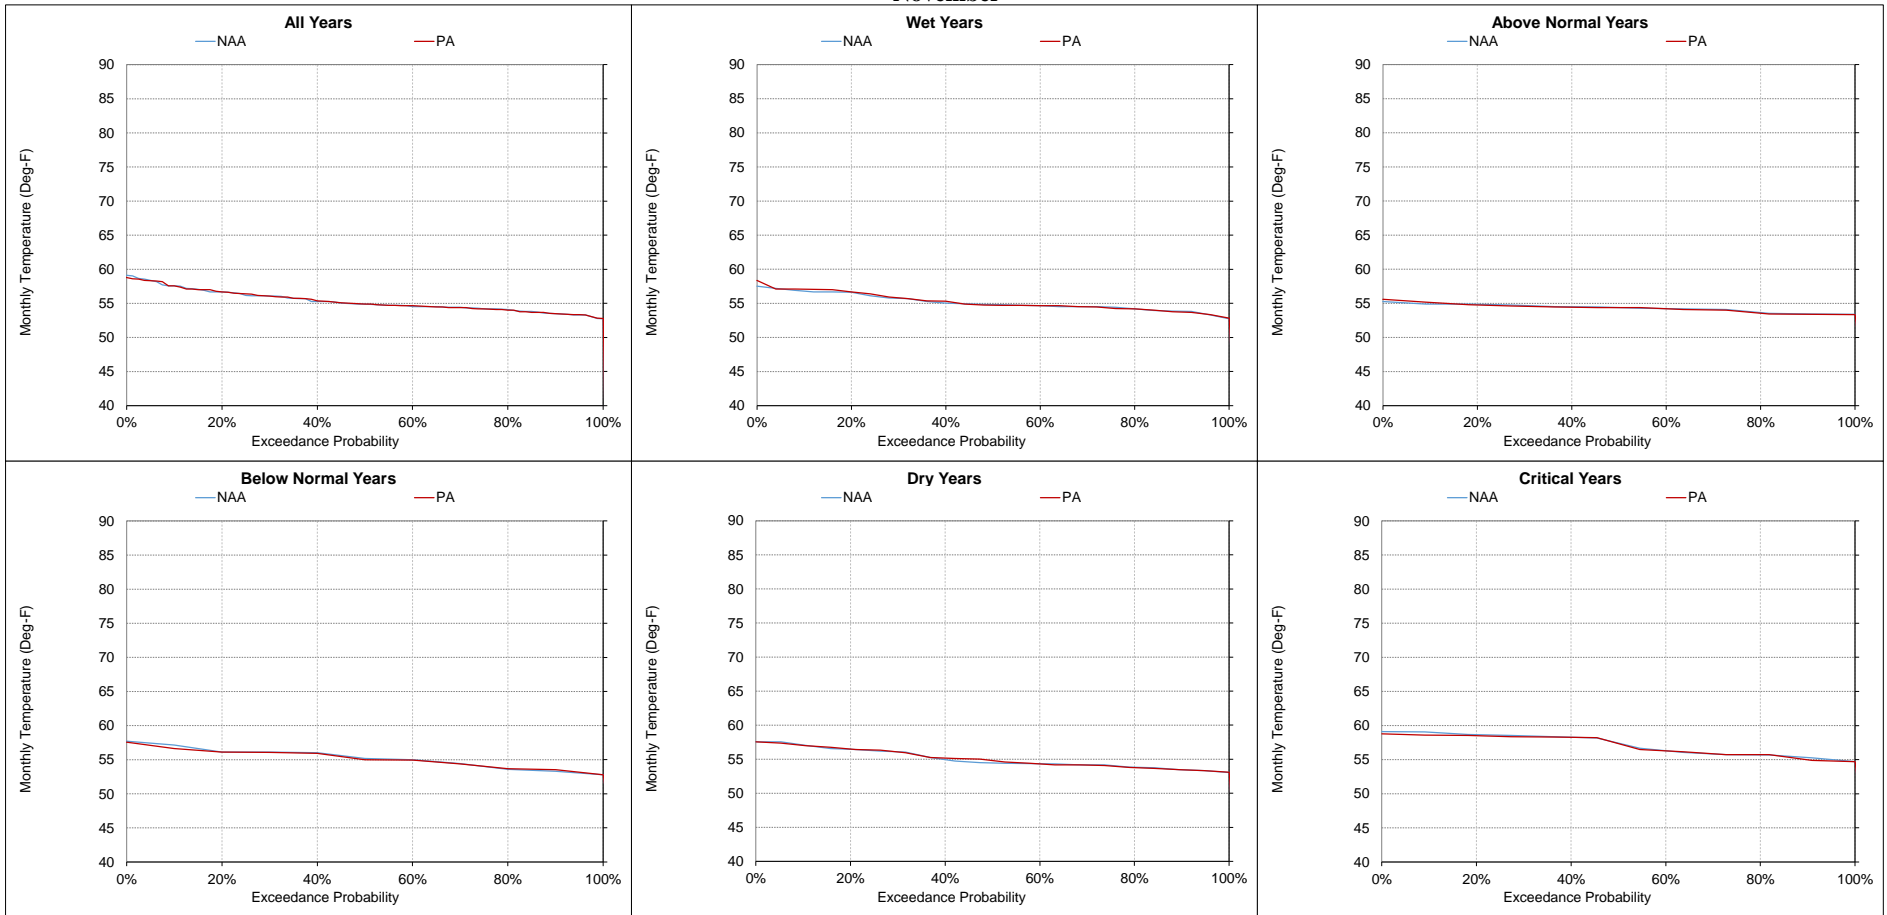 All Years
NAA PA
90
85
80
75
70
65
60
55
50
45
40
Monthly Temperature (Deg-F)
0% 20% 40% 60% 80% 100%
Exceedance Probability
Wet Years
NAA PA
90
85
80
75
70
65
60
55
50
45
40
Monthly Temperature (Deg-F)
0% 20% 40% 60% 80% 100%
Exceedance Probability
Above Normal Years
NAA PA
90
85
80
75
70
65
60
55
50
45
40
Monthly Temperature (Deg-F)
0% 20% 40% 60% 80% 100%
Exceedance Probability
Below Normal Years
NAA PA
90
85
80
75
70
65
60
55
50
45
40
Monthly Temperature (Deg-F)
0% 20% 40% 60% 80% 100%
Exceedance Probability
Dry Years
NAA PA
90
85
80
75
70
65
60
55
50
45
40
Monthly Temperature (Deg-F)
0% 20% 40% 60% 80% 100%
Exceedance Probability
Critical Years
NAA PA
90
85
80
75
70
65
60
55
50
45
40
Monthly Temperature (Deg-F)
0% 20% 40% 60% 80% 100%
Exceedance Probability